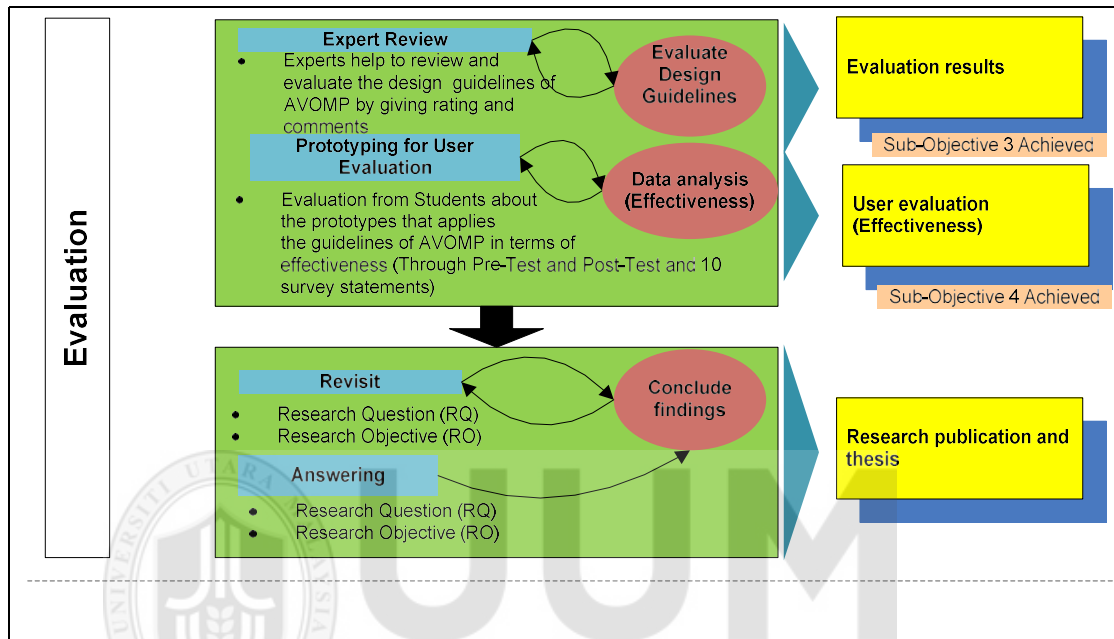 Evaluation
Expert Review
• Experts help to review and
evaluate the design guidelines of
AVOMP by giving rating and
comments
Evaluate
Design
Guidelines
Prototyping for User
Evaluation
• Evaluation from Students about
the prototypes that applies
the guidelines of AVOMP in terms of
effectiveness (Through Pre-Test and Post-Test and 10
survey statements)
Data analysis
(Effectiveness)
Evaluation results
Sub-Objective 3 Achieved
User evaluation
(Effectiveness)
Sub-Objective 4 Achieved
Revisit
• Research Question (RQ)
• Research Objective (RO)
Answering
• Research Question (RQ)
• Research Objective (RO)
Conclude
findings
Research publication and
thesis
UNIVERSITI UTARA MALAYSIA
UUM